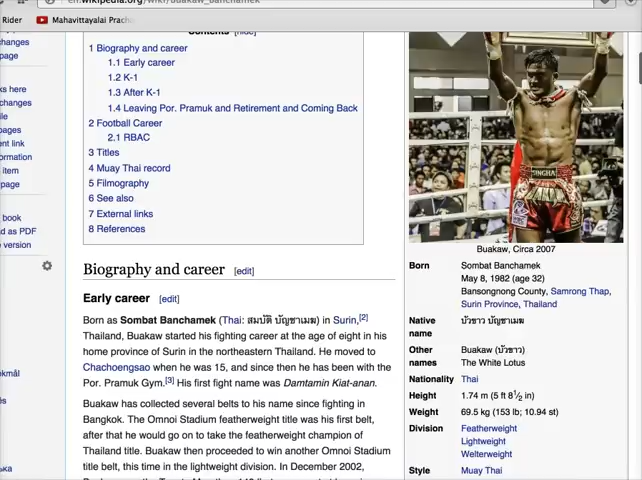 en.wikipedia.org/wiki/Buakaw_Banchamek
Rider
Mahavittayalai Prach
changes
page
ks here
changes
ile
pages
ent link
ormation
page
book
ad as PDF
version
Contents [hide]
1 Biography and career
1.1 Early career
1.2 K-1
1.3 After K-1
1.4 Leaving Por. Pramuk and Retirement and Coming Back
2 Football Career
2.1 RBAC
3 Titles
4 Muay Thai record
5 Filmography
6 See also
7 External links
8 References
Biography and career [edit]
Early career [edit]
Born as Sombat Banchamek (Thai: สมบัติ บัญชาเมฆ) in Surin,[2]
Thailand, Buakaw started his fighting career at the age of eight in his
home province of Surin in the northeastern Thailand. He moved to
Chachoengsao when he was 15, and since then he has been with the
Por. Pramuk Gym.[3] His first fight name was Damtamin Kiat-anan.
Buakaw has collected several belts to his name since fighting in
Bangkok. The Omnoi Stadium featherweight title was his first belt,
after that he would go on to take the featherweight champion of
Thailand title. Buakaw then proceeded to win another Omnoi Stadium
title belt, this time in the lightweight division. In December 2002,
SINGHA
Buakaw, Circa 2007
Born Sombat Banchamek
May 8, 1982 (age 32)
Bansongnong County, Samrong Thap,
Surin Province, Thailand
Native name บัวขาว บัญชาเมฆ
Other names Buakaw (บัวขาว)
The White Lotus
Nationality Thai
Height 1.74 m (5 ft 8 1/2 in)
Weight 69.5 kg (153 lb; 10.94 st)
Division Featherweight
Lightweight
Welterweight
Style Muay Thai